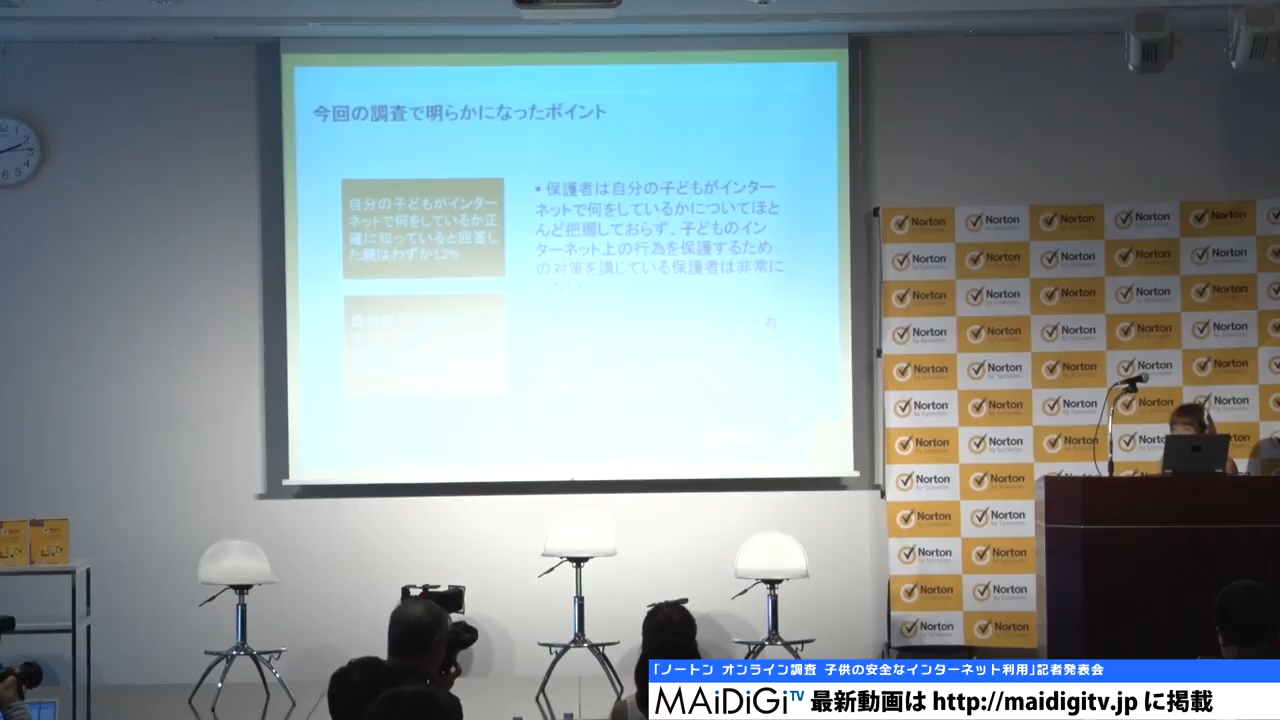 今回の調査で明らかになったポイント
自分の子どもがインター
ネットで何をしているか正
確に知っていると回答し
た親はわずか12%
▪ 保護者は自分の子どもがインター
ネットで何をしているかについてほと
んど把握しておらず、子どものイン
ターネット上の行為を保護するため
の対策を講じている保護者は非常に
少ない
Norton
by Symantec
「ノートン オンライン調査 子供の安全なインターネット利用」記者発表会
MAiDiGiTV 最新動画は http://maidigitv.jp に掲載